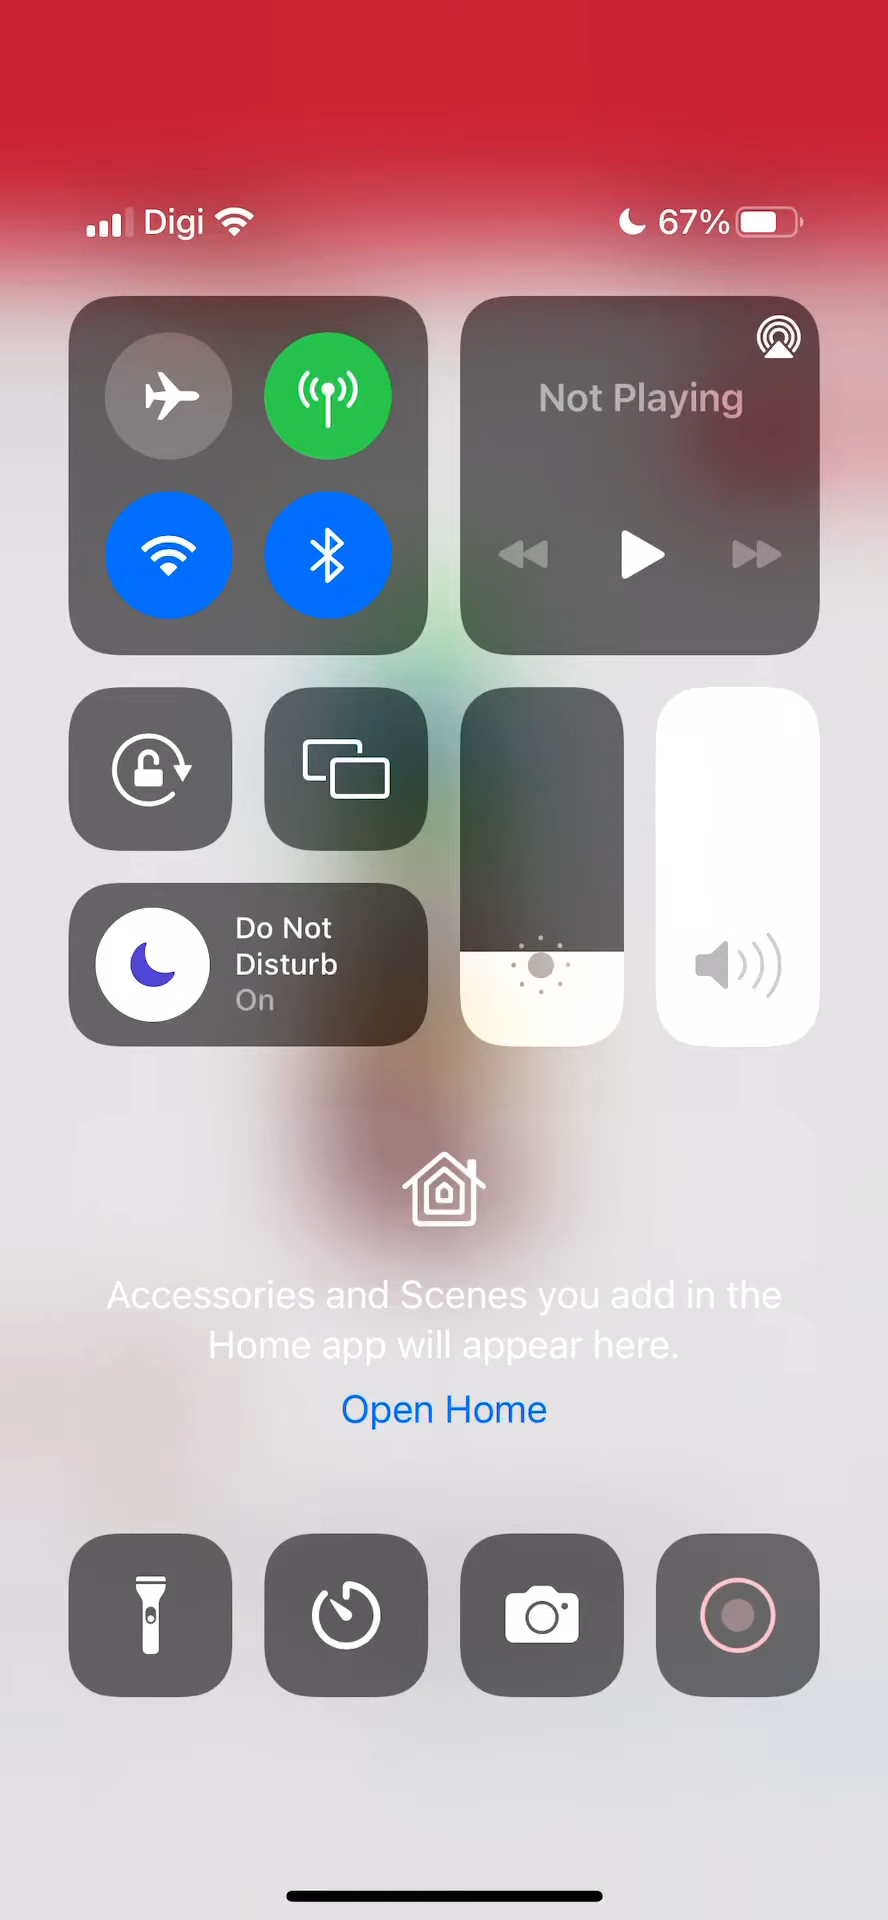 Digi 67%
Not Playing
Do Not
Disturb
On
Accessories and Scenes you add in the
Home app will appear here.
Open Home